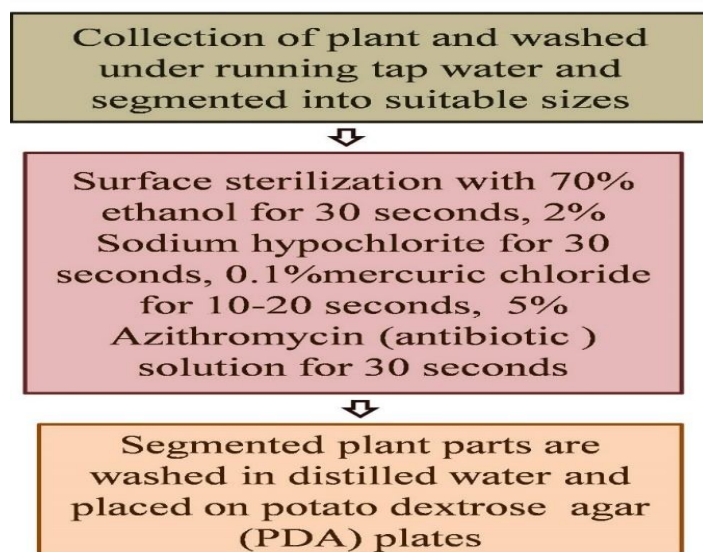 Collection of plant and washed
under running tap water and
segmented into suitable sizes
Surface sterilization with 70%
ethanol for 30 seconds, 2%
Sodium hypochlorite for 30
seconds, 0.1%mercuric chloride
for 10-20 seconds, 5%
Azithromycin (antibiotic )
solution for 30 seconds
Segmented plant parts are
washed in distilled water and
placed on potato dextrose agar
(PDA) plates